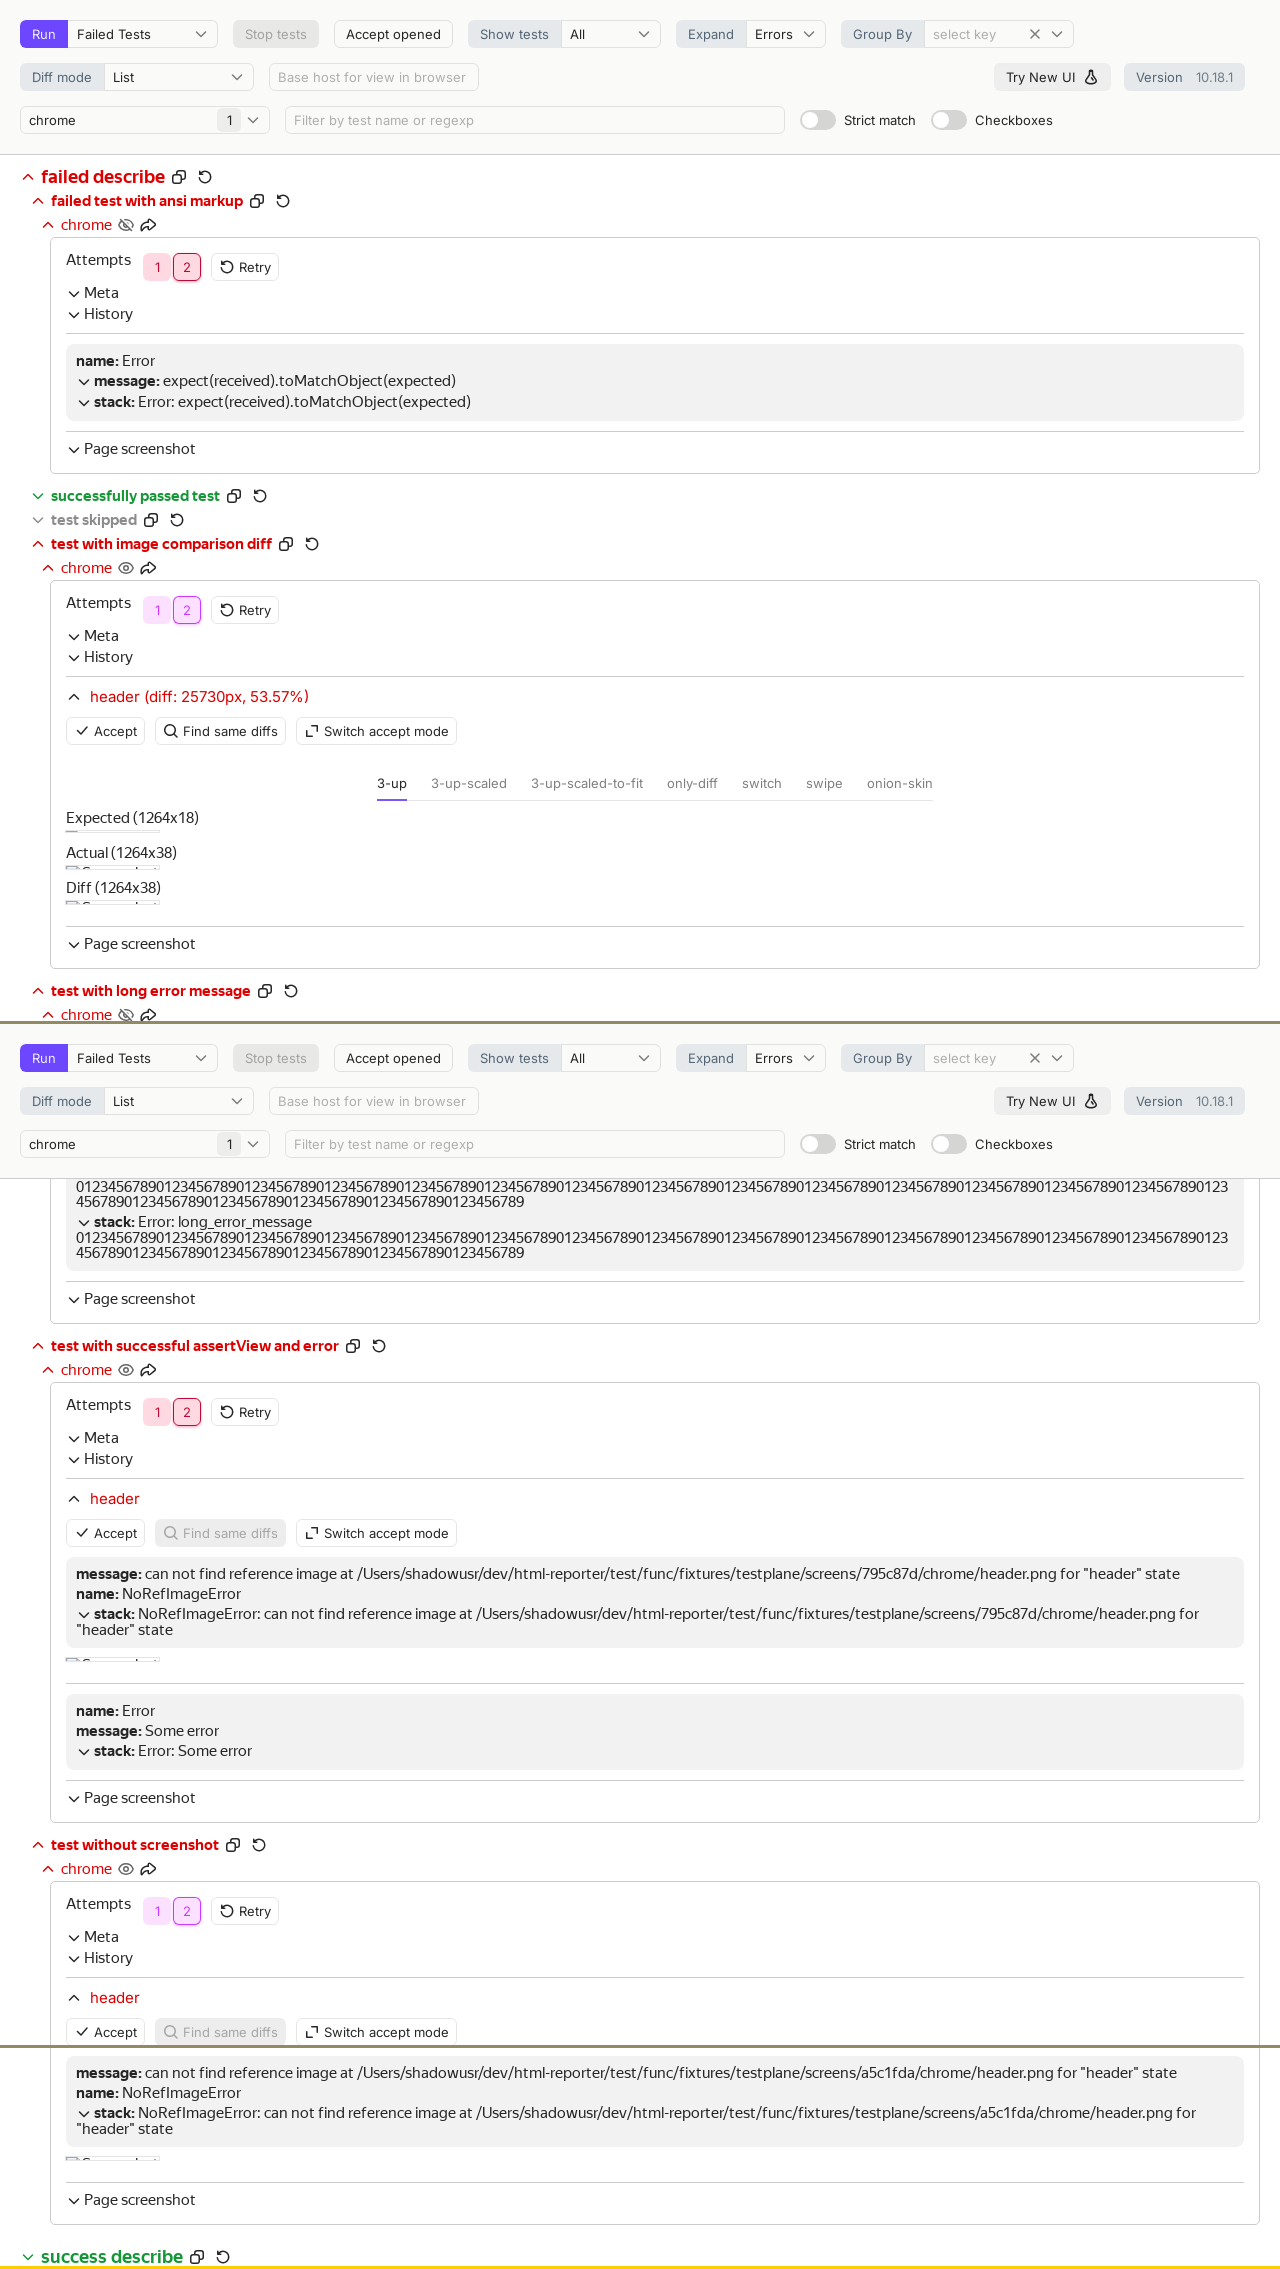 Run Failed Tests Stop tests Accept opened Show tests All Expand Errors Group By select key
Diff mode List Base host for view in browser Try New UI Version 10.18.1
chrome 1 Filter by test name or regexp Strict match Checkboxes
failed describe
failed test with ansi markup
chrome
Attempts 1 2 Retry
Meta
History
name: Error
message: expect(received).toMatchObject(expected)
stack: Error: expect(received).toMatchObject(expected)
Page screenshot
successfully passed test
test skipped
test with image comparison diff
chrome
Attempts 1 2 Retry
Meta
History
header (diff: 25730px, 53.57%)
Accept Find same diffs Switch accept mode
3-up 3-up-scaled 3-up-scaled-to-fit only-diff switch swipe onion-skin
Expected (1264x18)
Actual (1264x38)
Diff (1264x38)
Page screenshot
test with long error message
chrome
Run Failed Tests Stop tests Accept opened Show tests All Expand Errors Group By select key
Diff mode List Base host for view in browser Try New UI Version 10.18.1
chrome 1 Filter by test name or regexp Strict match Checkboxes
stack: Error: long_error_message
Page screenshot
test with successful assertView and error
chrome
Attempts 1 2 Retry
Meta
History
header
Accept Find same diffs Switch accept mode
message: can not find reference image at /Users/shadowusr/dev/html-reporter/test/func/fixtures/testplane/screens/795c87d/chrome/header.png for "header" state
name: NoRefImageError
stack: NoRefImageError: can not find reference image at /Users/shadowusr/dev/html-reporter/test/func/fixtures/testplane/screens/795c87d/chrome/header.png for
"header" state
name: Error
message: Some error
stack: Error: Some error
Page screenshot
test without screenshot
chrome
Attempts 1 2 Retry
Meta
History
header
Accept Find same diffs Switch accept mode
message: can not find reference image at /Users/shadowusr/dev/html-reporter/test/func/fixtures/testplane/screens/a5c1fda/chrome/header.png for "header" state
name: NoRefImageError
stack: NoRefImageError: can not find reference image at /Users/shadowusr/dev/html-reporter/test/func/fixtures/testplane/screens/a5c1fda/chrome/header.png for
"header" state
Page screenshot
success describe